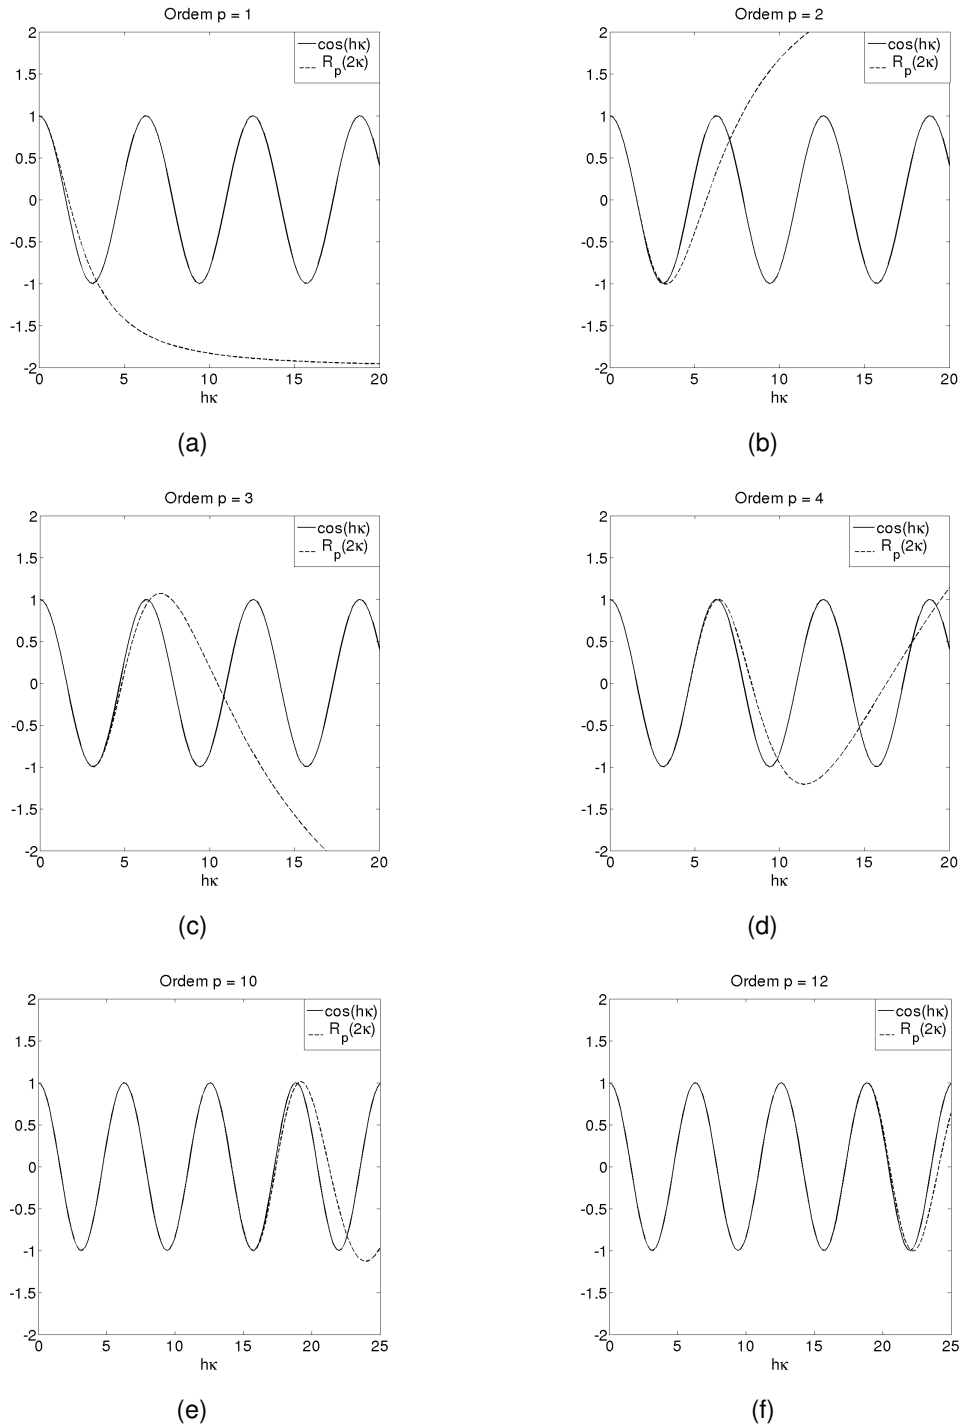 Ordem p = 1
2
1.5
1
0.5
0
-0.5
-1
-1.5
-2
0 5 10 15 20
hκ
cos(hκ)
R_p(2κ)
(a)
Ordem p = 2
2
1.5
1
0.5
0
-0.5
-1
-1.5
-2
0 5 10 15 20
hκ
cos(hκ)
R_p(2κ)
(b)
Ordem p = 3
2
1.5
1
0.5
0
-0.5
-1
-1.5
-2
0 5 10 15 20
hκ
cos(hκ)
R_p(2κ)
(c)
Ordem p = 4
2
1.5
1
0.5
0
-0.5
-1
-1.5
-2
0 5 10 15 20
hκ
cos(hκ)
R_p(2κ)
(d)
Ordem p = 10
2
1.5
1
0.5
0
-0.5
-1
-1.5
-2
0 5 10 15 20 25
hκ
cos(hκ)
R_p(2κ)
(e)
Ordem p = 12
2
1.5
1
0.5
0
-0.5
-1
-1.5
-2
0 5 10 15 20 25
hκ
cos(hκ)
R_p(2κ)
(f)